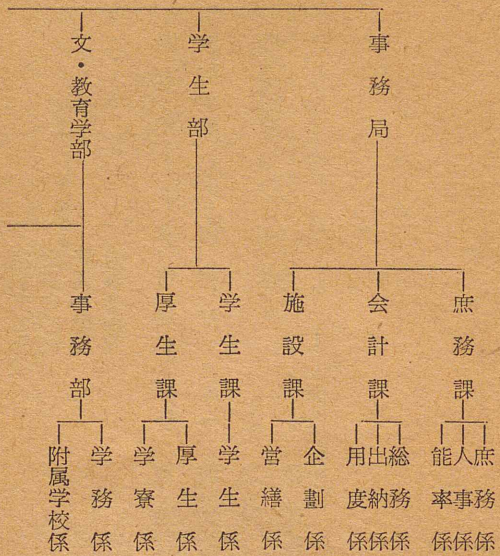 事務局
学生部
文・教育学部
庶務課
会計課
施設課
学生課
厚生課
事務部
庶務係
人事係
能率係
総務係
出納係
用度係
企劃係
営繕係
学生係
厚生係
学寮係
学務係
附属学校係